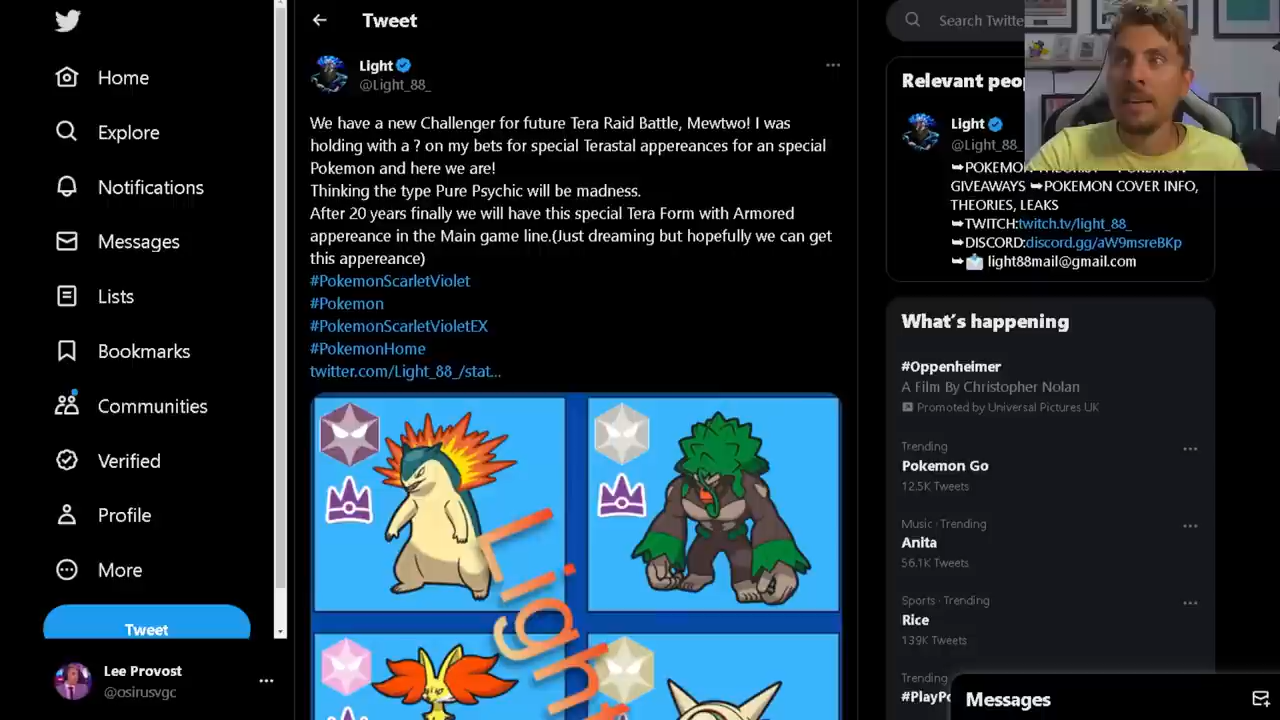 Home
Explore
Notifications
Messages
Lists
Bookmarks
Communities
Verified
Profile
More
Tweet
Lee Provost
@osirusvgc
Tweet
Light
@Light_88_
We have a new Challenger for future Tera Raid Battle, Mewtwo! I was
holding with a ? on my bets for special Terastal appereances for an special
Pokemon and here we are!
Thinking the type Pure Psychic will be madness.
After 20 years finally we will have this special Tera Form with Armored
appereance in the Main game line.(Just dreaming but hopefully we can get
this appereance)
#PokemonScarletViolet
#Pokemon
#PokemonScarletVioletEX
#PokemonHome
twitter.com/Light_88_/stat...
Light
Search Twitte
Relevant peo
Light
@Light_88_
➥POKEMON
GIVEAWAYS ➥POKEMON COVER INFO,
THEORIES, LEAKS
➥TWITCH:twitch.tv/light_88_
➥DISCORD:discord.gg/aW9msreBKp
➥📩 light88mail@gmail.com
What's happening
#Oppenheimer
A Film By Christopher Nolan
Promoted by Universal Pictures UK
Trending
Pokemon Go
12.5K Tweets
Music · Trending
Anita
56.1K Tweets
Sports · Trending
Rice
139K Tweets
Trending
#PlayPo
Messages